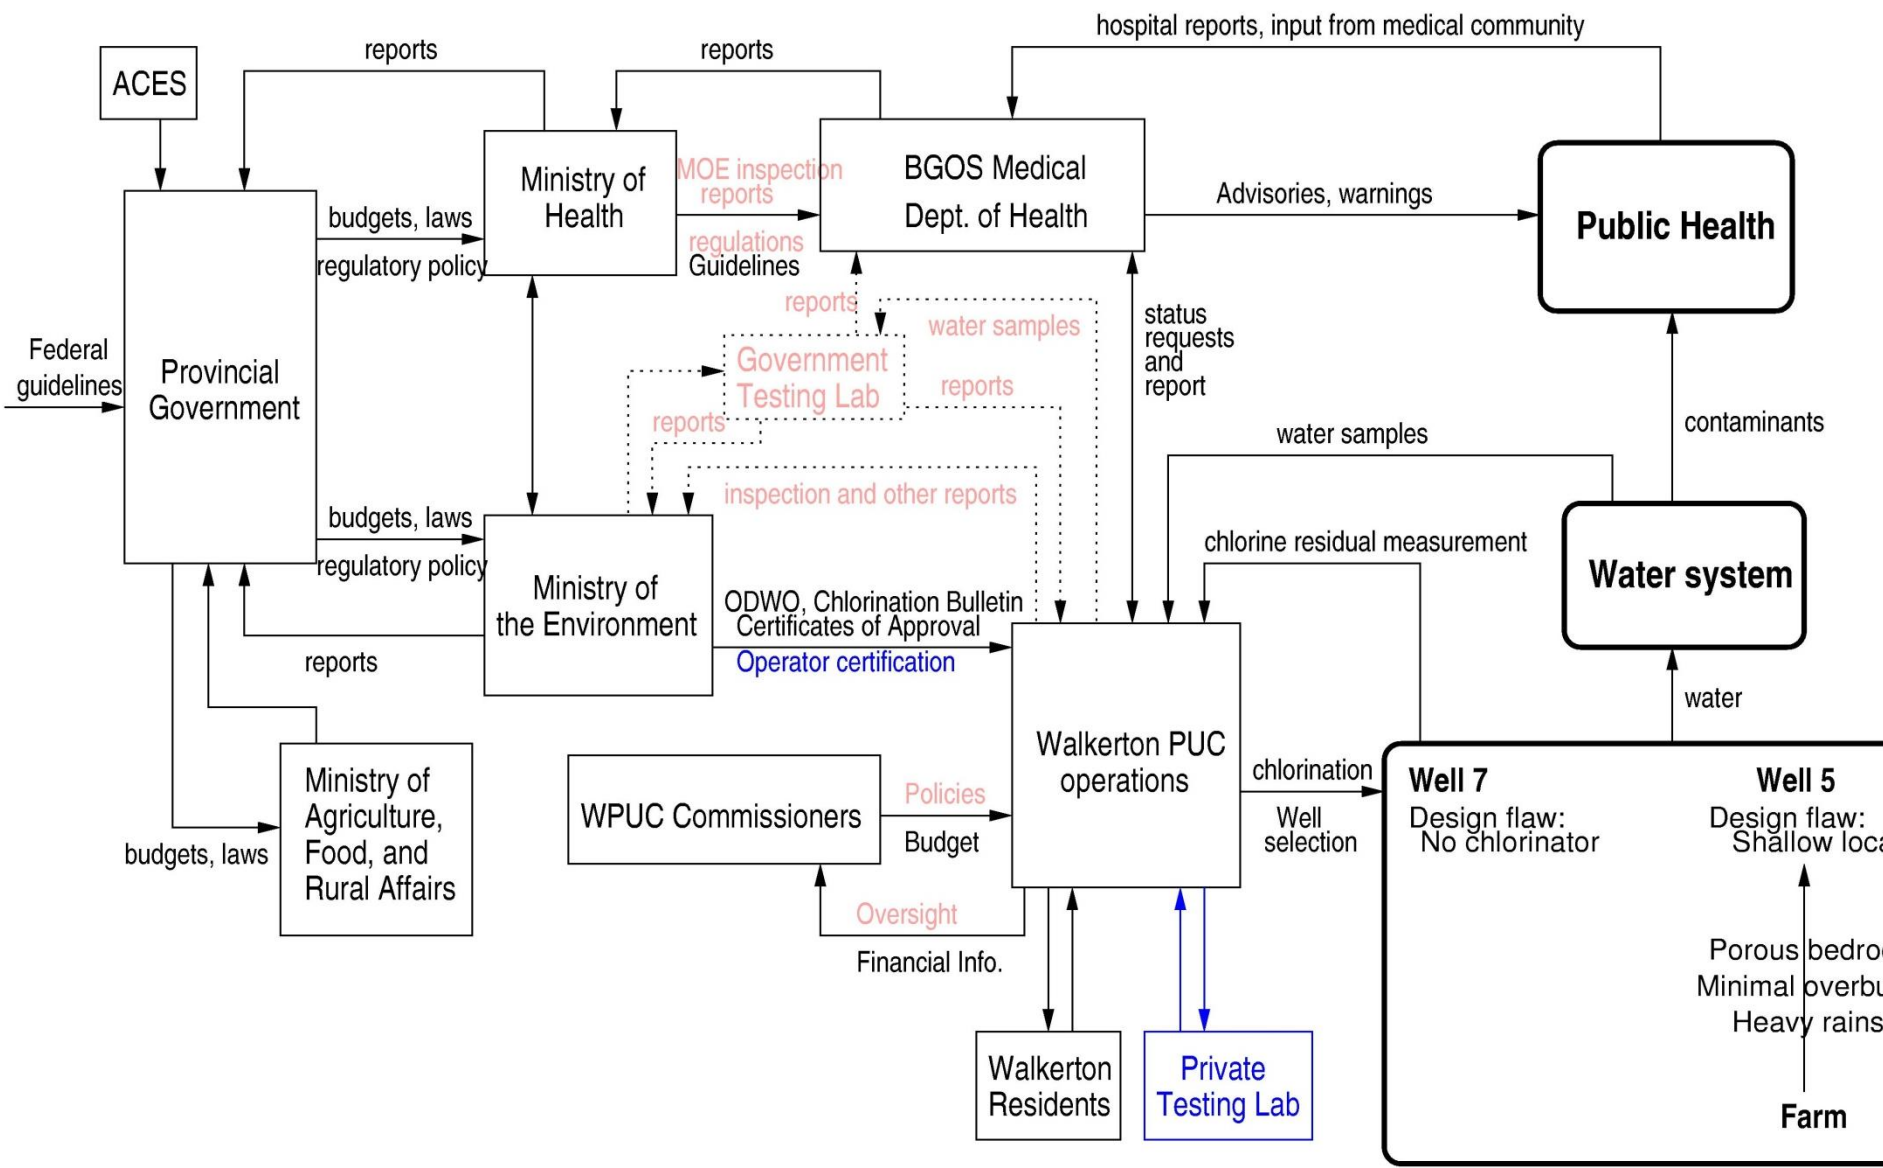 hospital reports, input from medical community
reports
reports
ACES
Ministry of
Health
MOE inspection
reports
regulations
Guidelines
BGOS Medical
Dept. of Health
Advisories, warnings
Public Health
budgets, laws
regulatory policy
Federal
guidelines
Provincial
Government
reports
water samples
Government
Testing Lab
reports
reports
status
requests
and
report
contaminants
water samples
inspection and other reports
chlorine residual measurement
Water system
budgets, laws
regulatory policy
Ministry of
the Environment
ODWO, Chlorination Bulletin
Certificates of Approval
Operator certification
reports
water
Walkerton PUC
operations
chlorination
Well
selection
Well 7
Design flaw:
No chlorinator
Well 5
Design flaw:
Shallow
Ministry of
Agriculture,
Food, and
Rural Affairs
budgets, laws
WPUC Commissioners
Policies
Budget
Oversight
Financial Info.
Porous
Minimal
Heavy rains
Farm
Walkerton
Residents
Private
Testing Lab